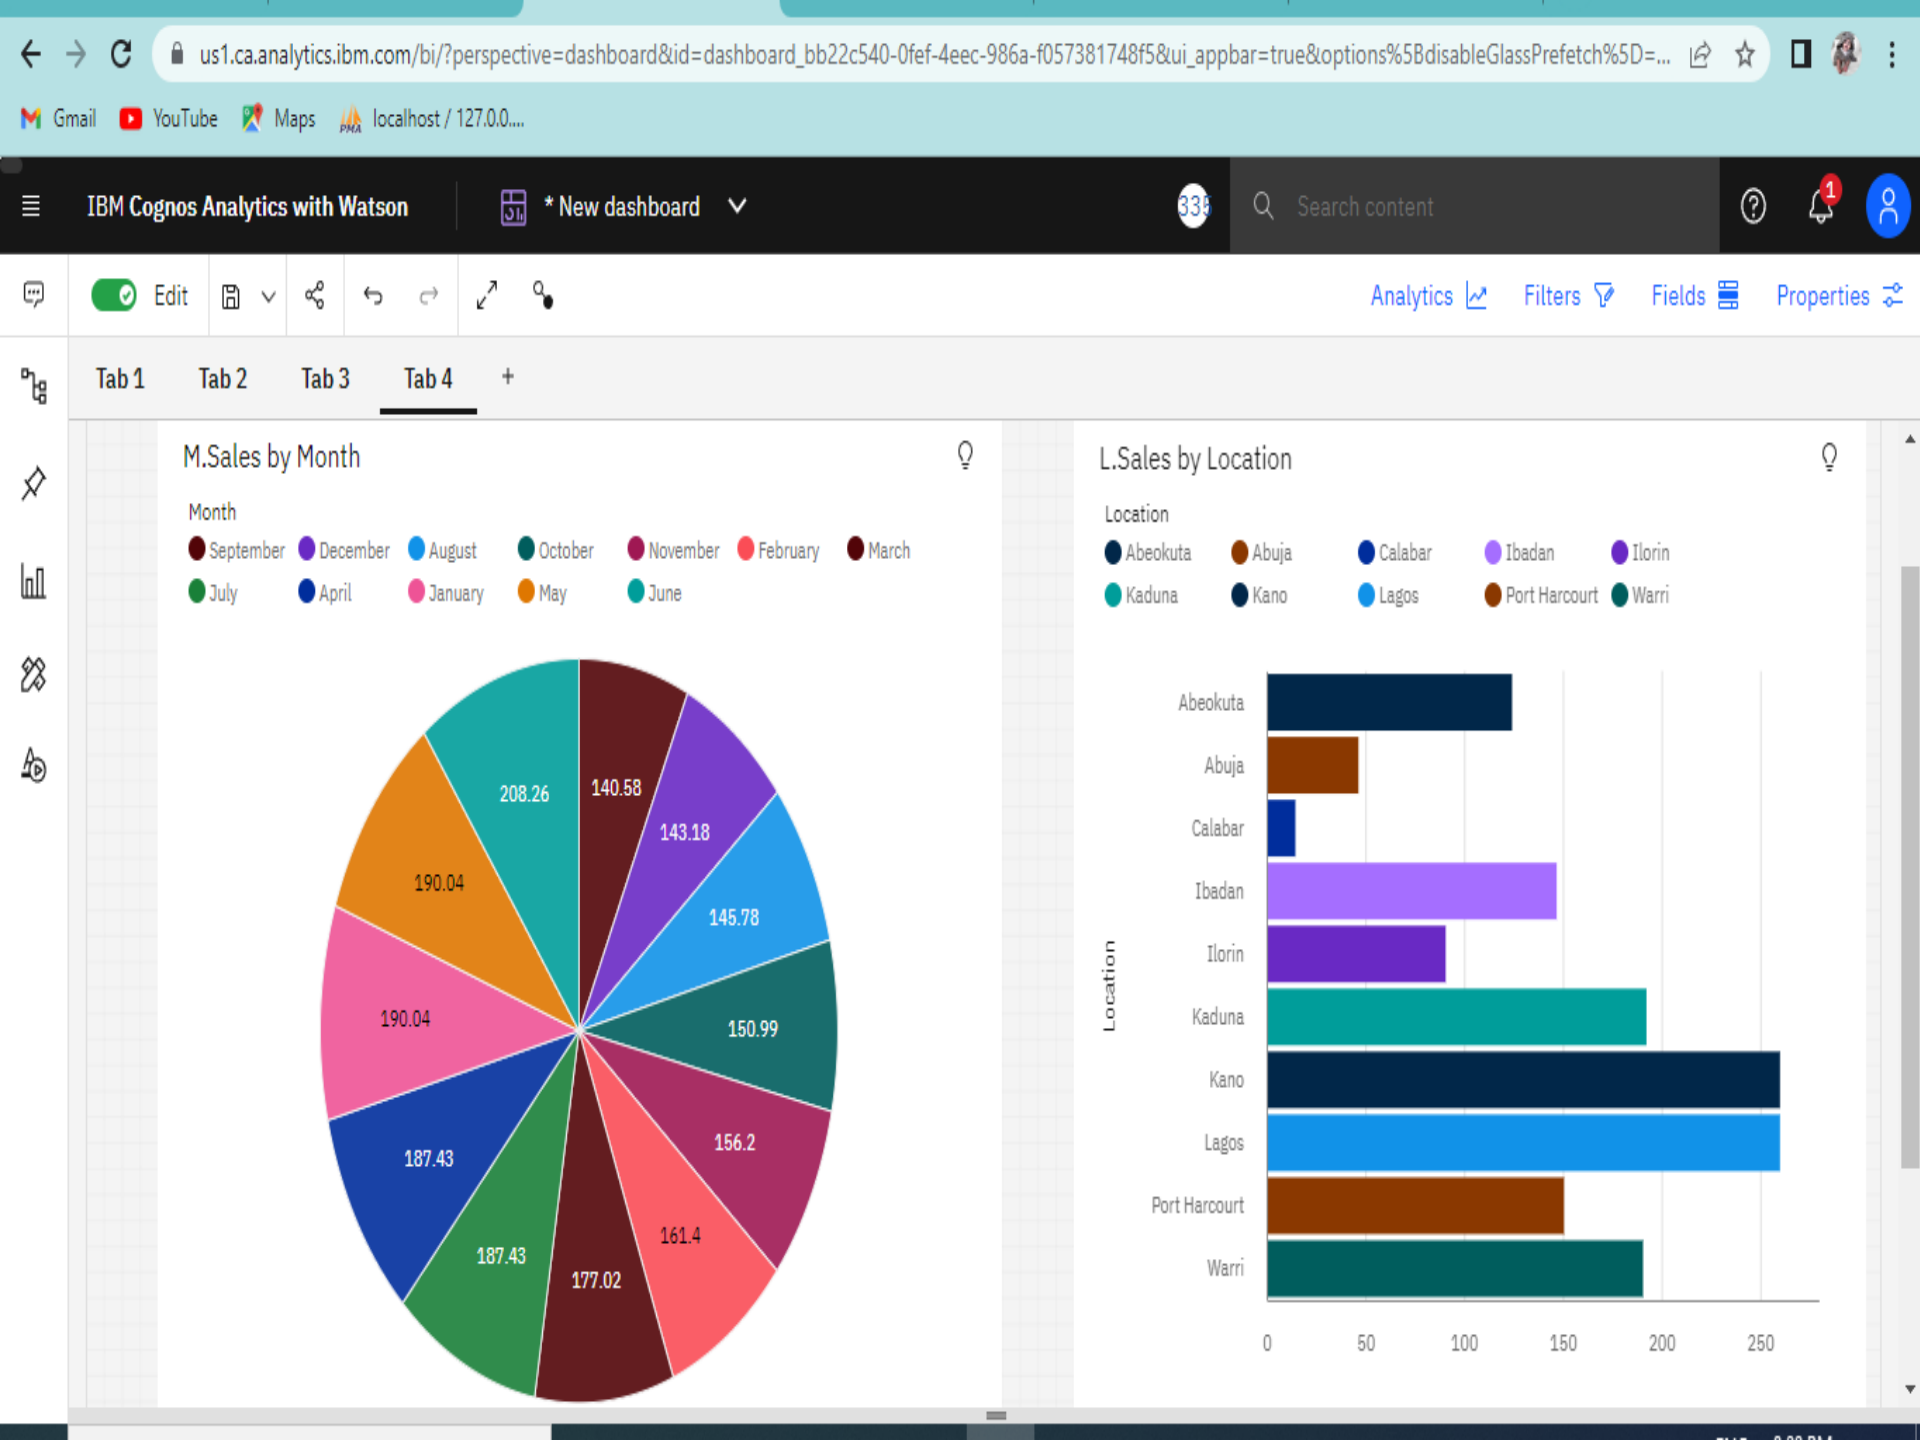 us1.ca.analytics.ibm.com/bi/?perspective=dashboard&id=dashboard_bb22c540-0fef-4eec-986a-f057381748f5&ui_appbar=true&options%5BdisableGlassPrefetch%5D=...
Gmail YouTube Maps PMA localhost / 127.0.0....
IBM Cognos Analytics with Watson * New dashboard 335 Search content 1
Edit Analytics Filters Fields Properties
Tab 1 Tab 2 Tab 3 Tab 4 +
M.Sales by Month
Month
September December August October November February March
July April January May June
208.26
140.58
143.18
190.04
145.78
190.04
150.99
156.2
187.43
161.4
187.43
177.02
L.Sales by Location
Location
Abeokuta Abuja Calabar Ibadan Ilorin
Kaduna Kano Lagos Port Harcourt Warri
Location
Abeokuta
Abuja
Calabar
Ibadan
Ilorin
Kaduna
Kano
Lagos
Port Harcourt
Warri
0 50 100 150 200 250